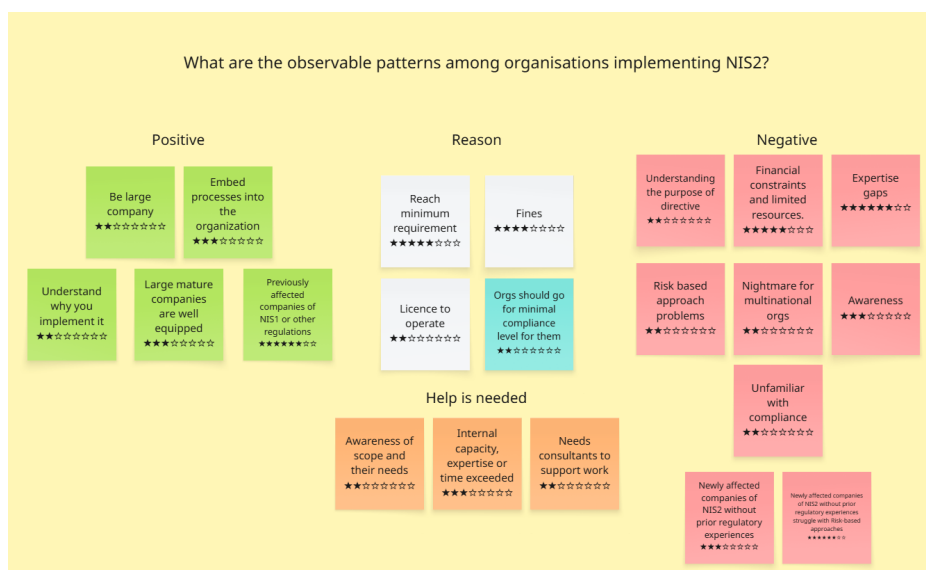 What are the observable patterns among organisations implementing NIS2?
Positive
Be large
company
★★☆☆☆☆☆☆
Embed
processes into
the
organization
★★★☆☆☆☆☆
Understand
why you
implement it
★★☆☆☆☆☆☆
Large mature
companies
are well
equipped
★★★☆☆☆☆☆
Previously
affected
companies of
NIS1 or other
regulations
★★★★★★☆☆
Reason
Reach
minimum
requirement
★★★★★☆☆☆
Fines
★★★★☆☆☆☆
Licence to
operate
★★☆☆☆☆☆☆
Orgs should go
for minimal
compliance
level for them
★★☆☆☆☆☆☆
Help is needed
Awareness of
scope and
their needs
★★☆☆☆☆☆☆
Internal
capacity,
expertise or
time exceeded
★★★☆☆☆☆☆
Needs
consultants to
support work
★★☆☆☆☆☆☆
Negative
Understanding
the purpose of
directive
★★☆☆☆☆☆☆
Financial
constraints
and limited
resources.
★★★★★☆☆☆
Expertise
gaps
★★★★★★☆☆
Risk based
approach
problems
★★☆☆☆☆☆☆
Nightmare for
multinational
orgs
★★☆☆☆☆☆☆
Awareness
★★★☆☆☆☆☆
Unfamiliar
with
compliance
★★☆☆☆☆☆☆
Newly affected
companies of
NIS2 without
prior regulatory
experiences
★★★☆☆☆☆☆
Newly affected companies
of NIS2 without prior
regulatory experiences
struggle with Risk-based
approaches
★★★★★★☆☆